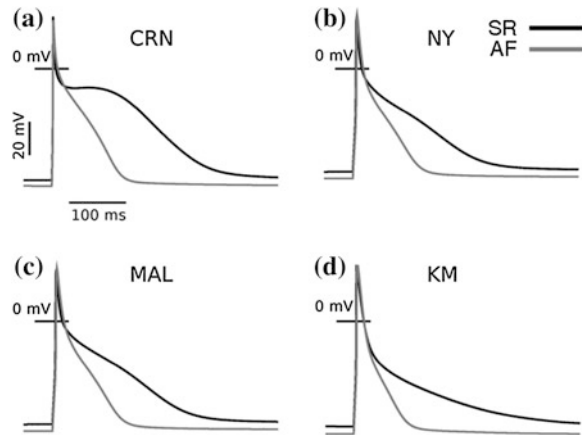 (a)
CRN
0 mV
20 mV
100 ms
(b)
NY
SR
AF
0 mV
(c)
MAL
0 mV
(d)
KM
0 mV